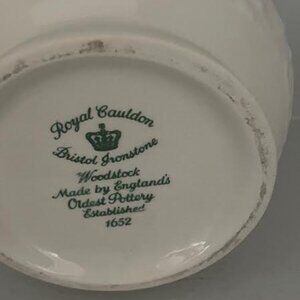 Royal Cauldon
Bristol Ironstone
Woodstock
Made by England's
Oldest Pottery
Established
1652